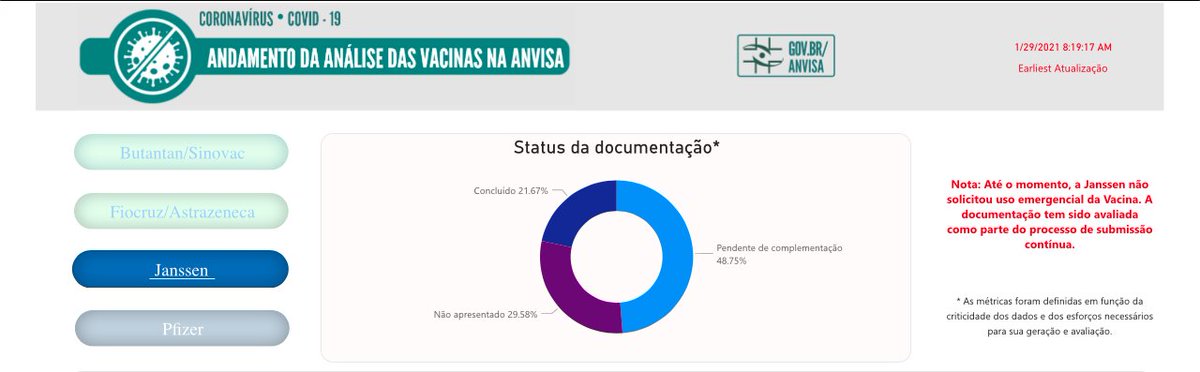 CORONAVÍRUS • COVID - 19
ANDAMENTO DA ANÁLISE DAS VACINAS NA ANVISA
GOV.BR/
ANVISA
1/29/2021 8:19:17 AM
Earliest Atualização
Butantan/Sinovac
Fiocruz/Astrazeneca
Janssen
Pfizer
Status da documentação*
Concluido 21.67%
Pendente de complementação
48.75%
Não apresentado 29.58%
Nota: Até o momento, a Janssen não
solicitou uso emergencial da Vacina. A
documentação tem sido avaliada
como parte do processo de submissão
contínua.
* As métricas foram definidas em função da
criticidade dos dados e dos esforços necessários
para sua geração e avaliação.